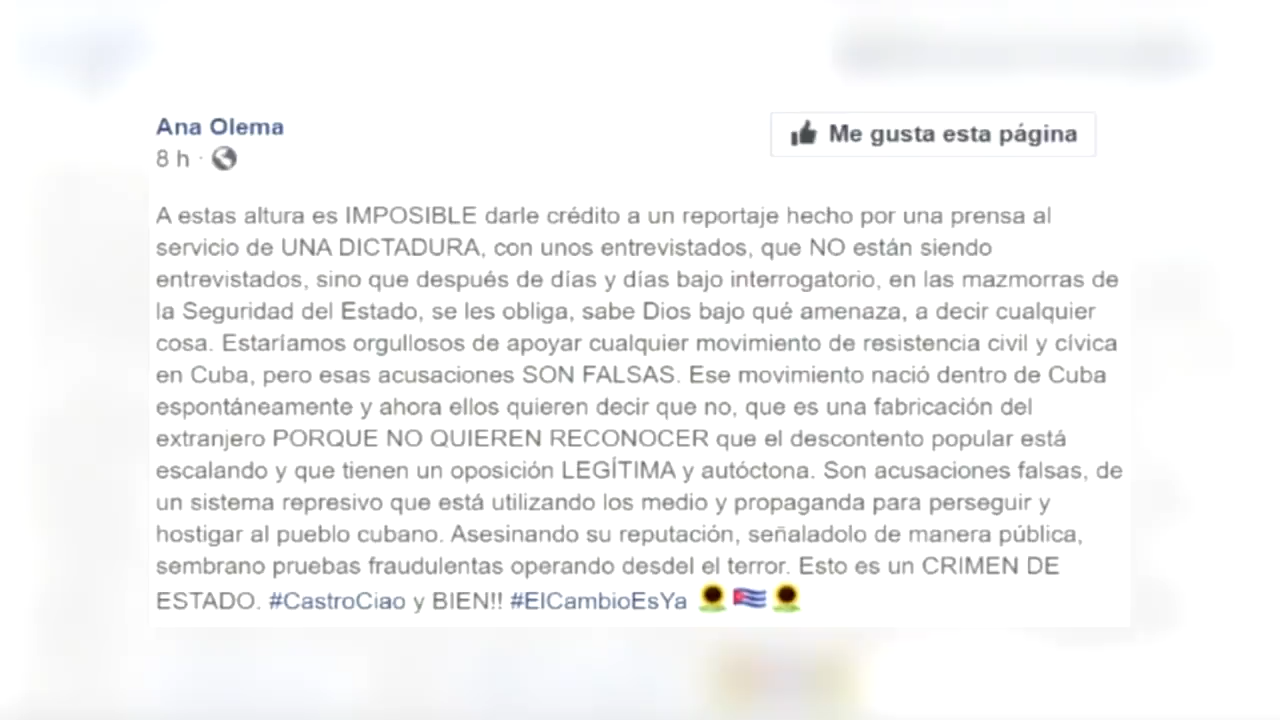 Ana Olema
Me gusta esta página
8 h ·
A estas altura es IMPOSIBLE darle crédito a un reportaje hecho por una prensa al
servicio de UNA DICTADURA, con unos entrevistados, que NO están siendo
entrevistados, sino que después de días y días bajo interrogatorio, en las mazmorras de
la Seguridad del Estado, se les obliga, sabe Dios bajo qué amenaza, a decir cualquier
cosa. Estaríamos orgullosos de apoyar cualquier movimiento de resistencia civil y cívica
en Cuba, pero esas acusaciones SON FALSAS. Ese movimiento nació dentro de Cuba
espontáneamente y ahora ellos quieren decir que no, que es una fabricación del
extranjero PORQUE NO QUIEREN RECONOCER que el descontento popular está
escalando y que tienen un oposición LEGÍTIMA y autóctona. Son acusaciones falsas, de
un sistema represivo que está utilizando los medio y propaganda para perseguir y
hostigar al pueblo cubano. Asesinando su reputación, señaladolo de manera pública,
sembrano pruebas fraudulentas operando desdel el terror. Esto es un CRIMEN DE
ESTADO. #CastroCiao y BIEN!! #ElCambioEsYa 🌻🇨🇺🌻